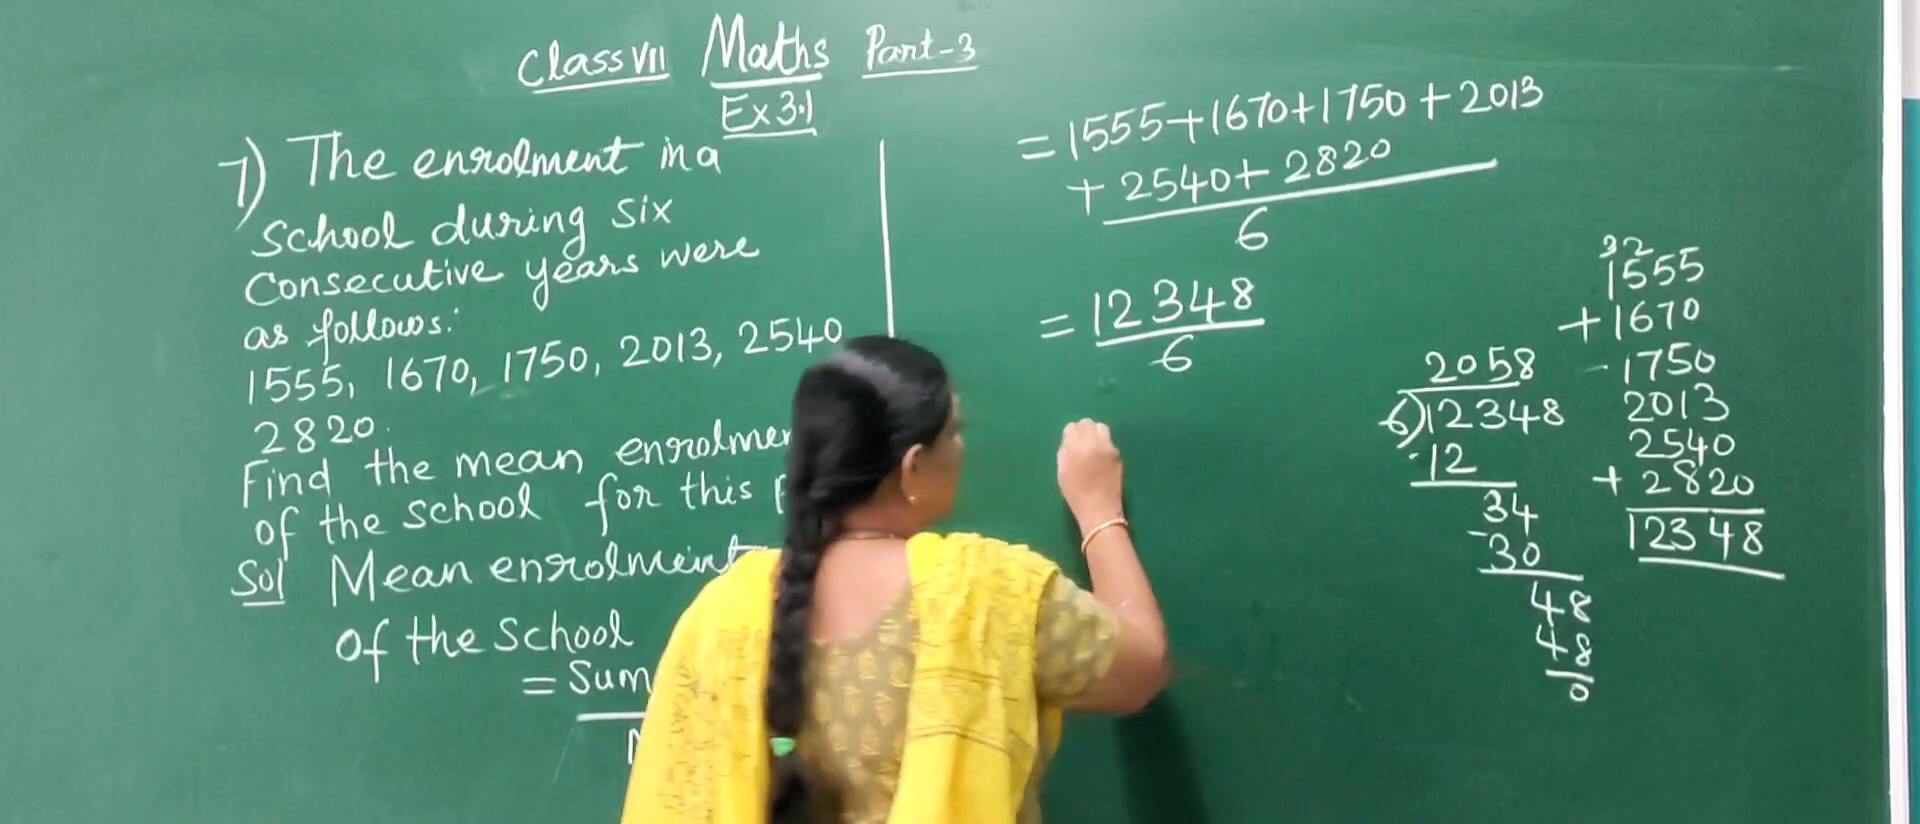 Class VII Maths Part-3
Ex 3.1
7) The enrolment in a
School during six
Consecutive years were
as follows:
1555, 1670, 1750, 2013, 2540
2820.
Find the mean
of the school for this
Sol Mean enrolment
of the School
= Sum
= 1555+1670+1750+2013
+ 2540+ 2820
6
= 12348
6
2058
6)12348
-12
34
-30
48
48
0
32
1555
+1670
1750
2013
2540
+ 2820
12348